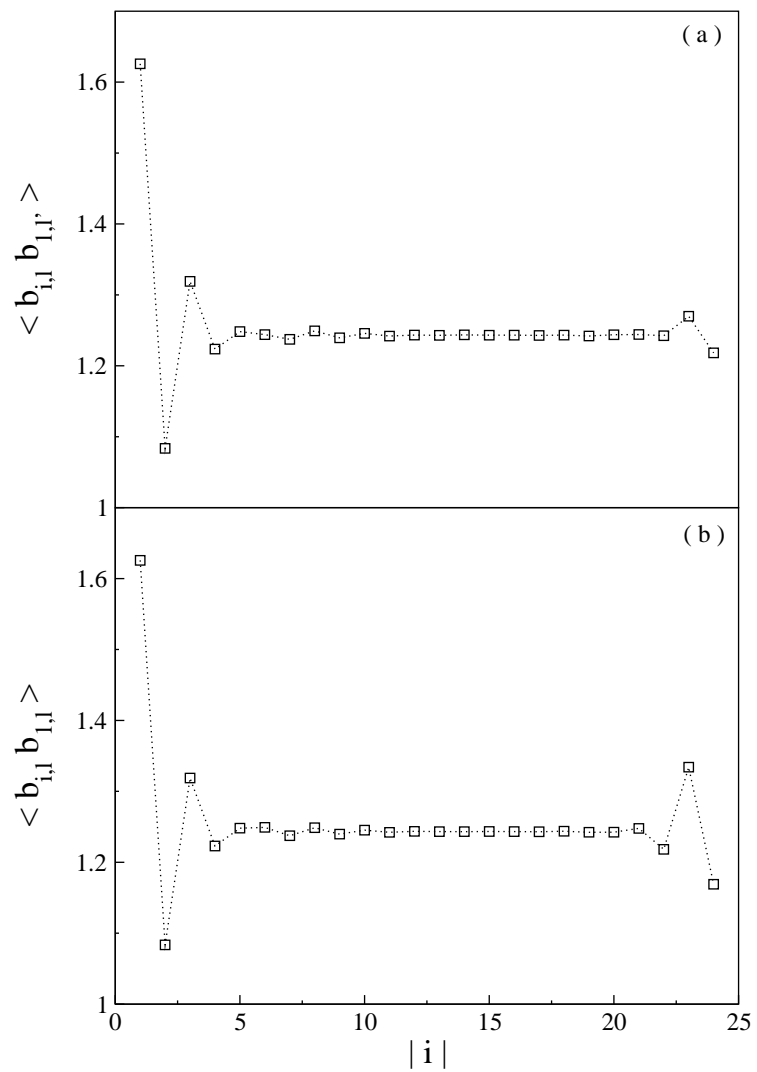 ( a )
1.6
1.4
1.2
1
< b_{i,l} b_{1,l'} >
( b )
1.6
1.4
1.2
1
< b_{i,l} b_{1,l} >
0 5 10 15 20 25
| i |